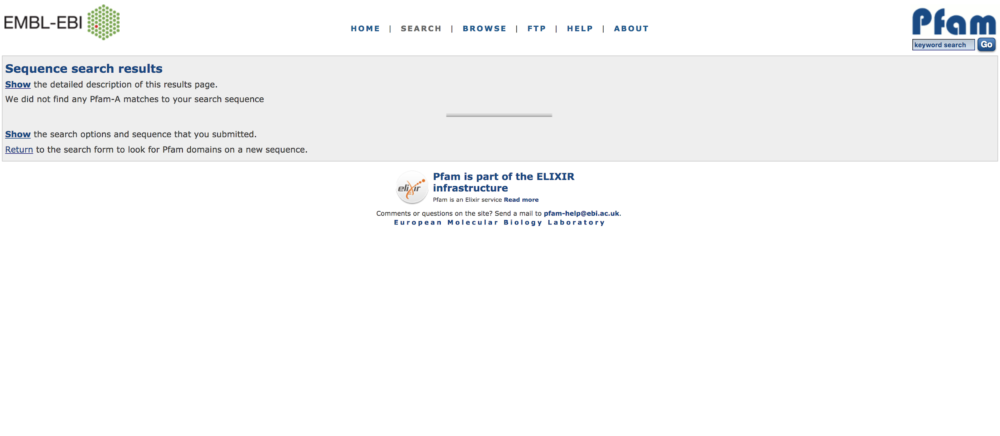 EMBL-EBI
HOME | SEARCH | BROWSE | FTP | HELP | ABOUT
Pfam
keyword search Go
Sequence search results
Show the detailed description of this results page.
We did not find any Pfam-A matches to your search sequence
Show the search options and sequence that you submitted.
Return to the search form to look for Pfam domains on a new sequence.
elixir
Pfam is part of the ELIXIR
infrastructure
Pfam is an Elixir service Read more
Comments or questions on the site? Send a mail to pfam-help@ebi.ac.uk.
European Molecular Biology Laboratory